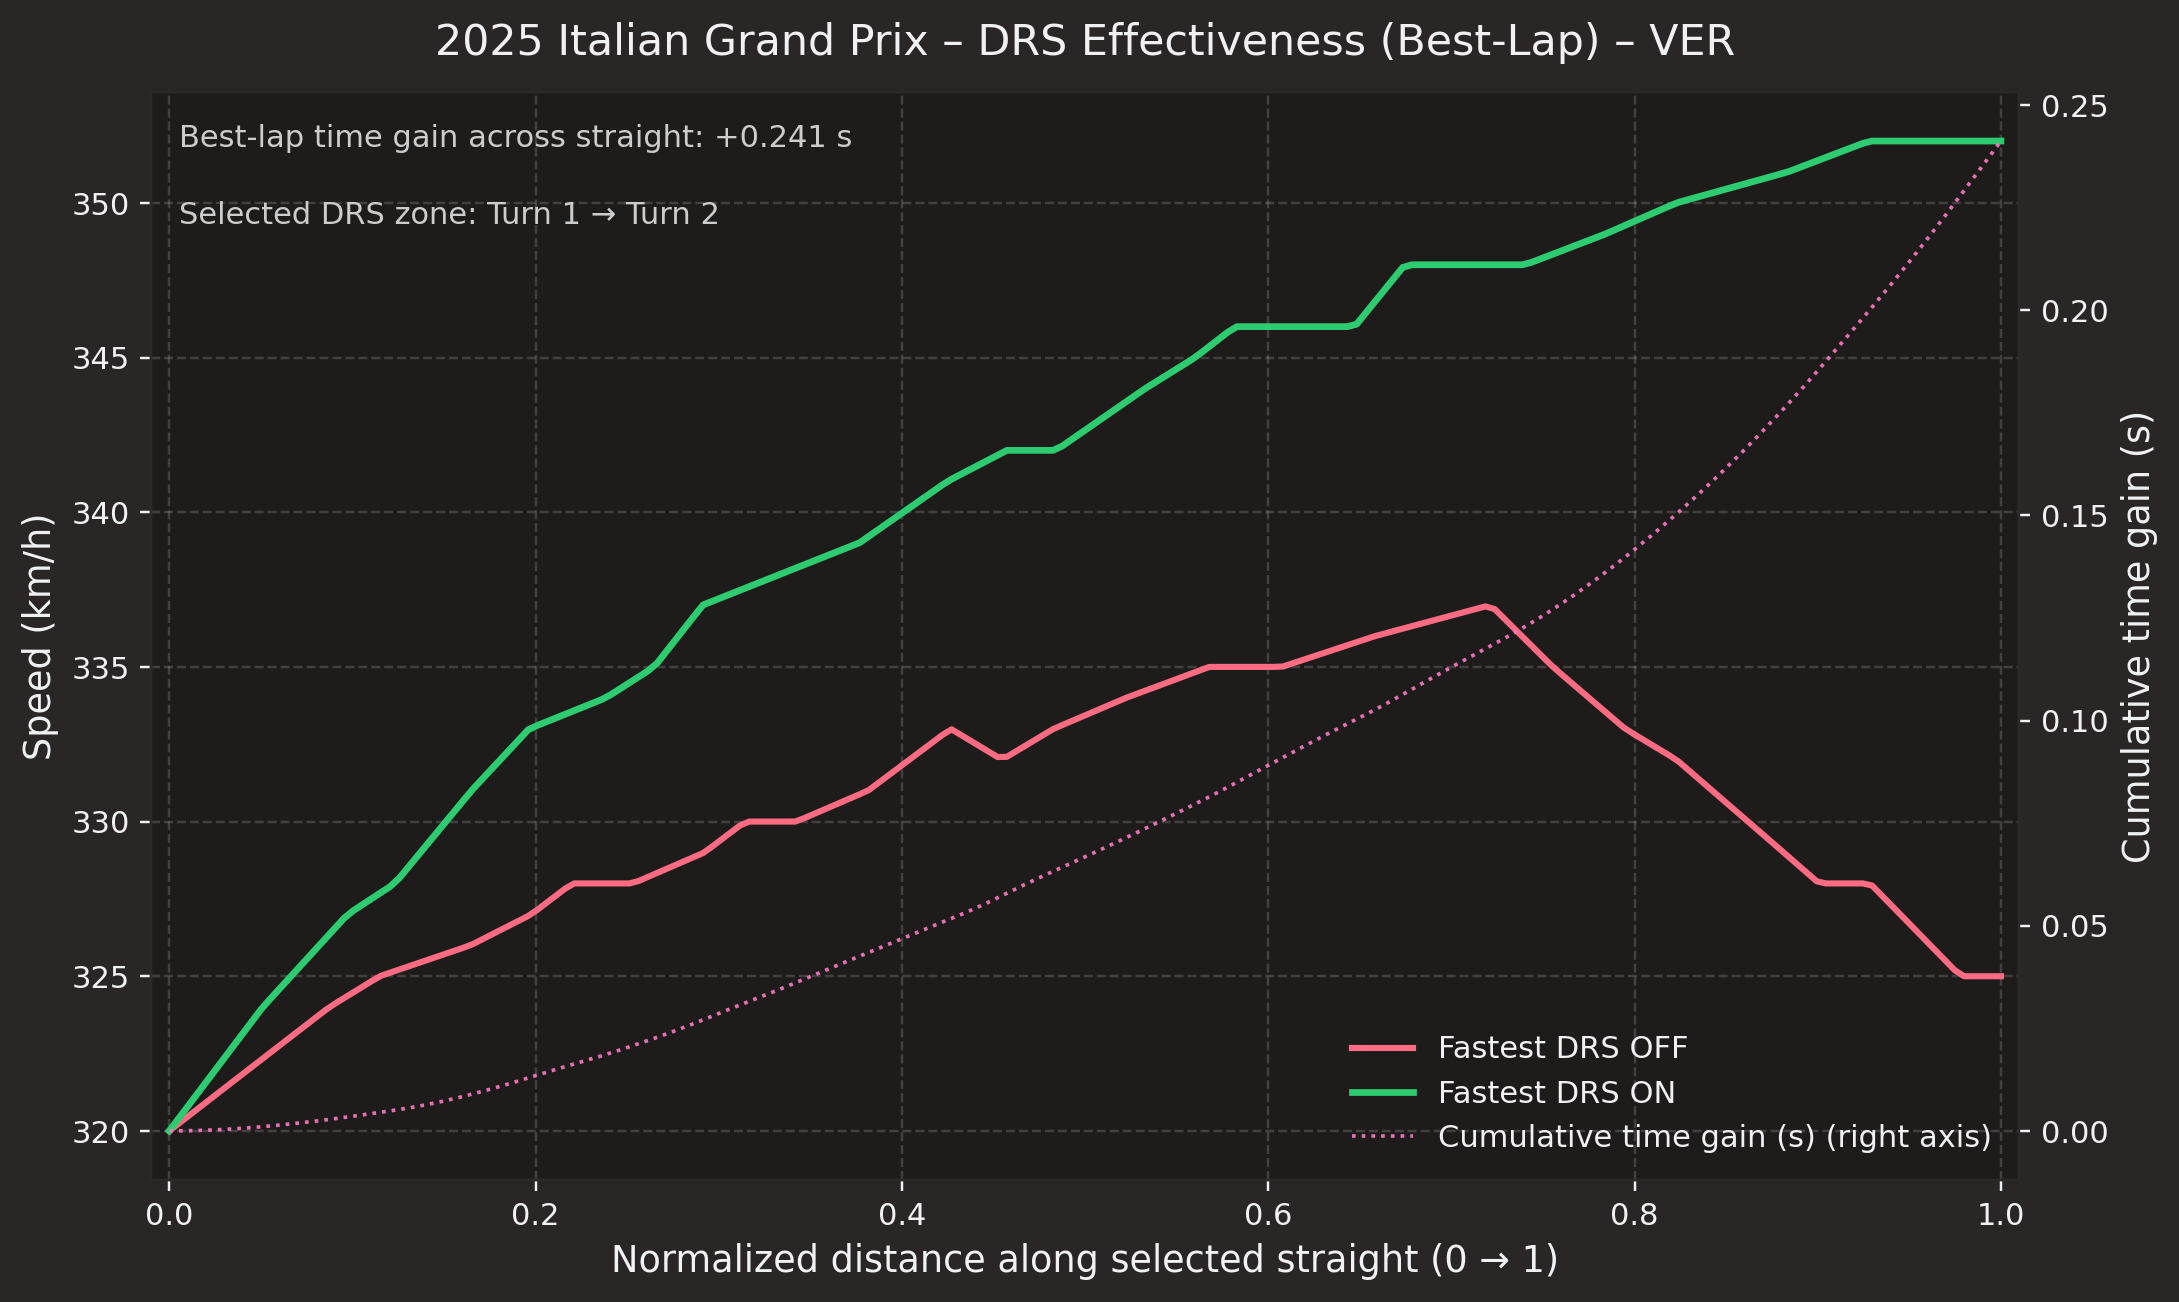 2025 Italian Grand Prix – DRS Effectiveness (Best-Lap) – VER
Best-lap time gain across straight: +0.241 s
Selected DRS zone: Turn 1 → Turn 2
Speed (km/h)
350
345
340
335
330
325
320
0.25
0.20
0.15
0.10
0.05
0.00
Cumulative time gain (s)
Fastest DRS OFF
Fastest DRS ON
Cumulative time gain (s) (right axis)
0.0 0.2 0.4 0.6 0.8 1.0
Normalized distance along selected straight (0 → 1)